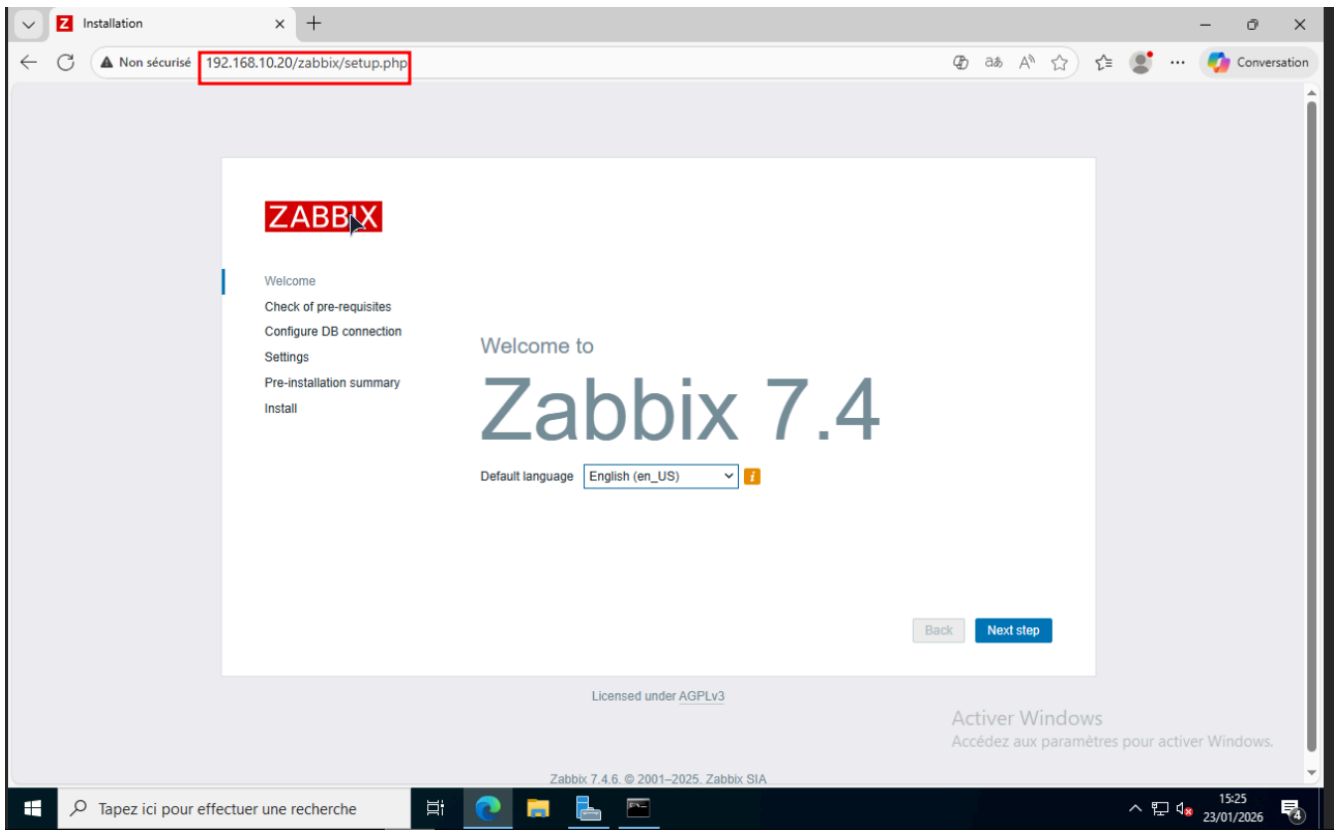 Installation
Non sécurisé 192.168.10.20/zabbix/setup.php
Conversation
ZABBIX
Welcome
Check of pre-requisites
Configure DB connection
Settings
Pre-installation summary
Install
Welcome to
Zabbix 7.4
Default language English (en_US)
Back Next step
Licensed under AGPLv3
Activer Windows
Accédez aux paramètres pour activer Windows.
Zabbix 7.4.6. © 2001–2025, Zabbix SIA
Tapez ici pour effectuer une recherche
15:25
23/01/2026
4